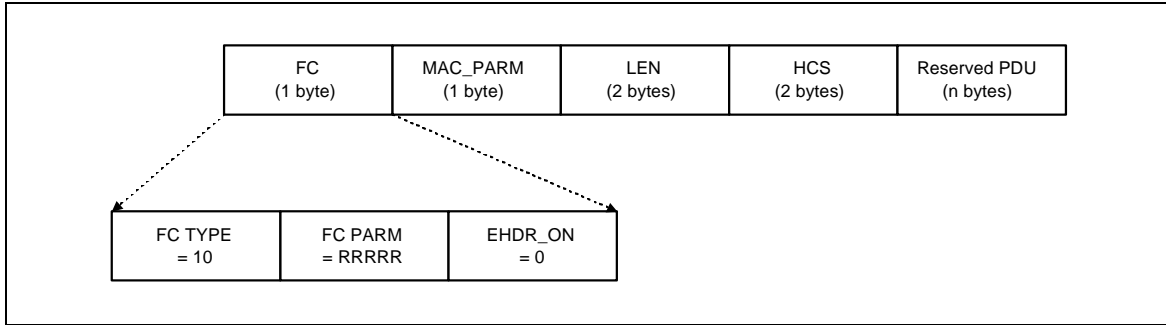 FC
(1 byte)
MAC_PARM
(1 byte)
LEN
(2 bytes)
HCS
(2 bytes)
Reserved PDU
(n bytes)
FC TYPE
= 10
FC PARM
= RRRRR
EHDR_ON
= 0